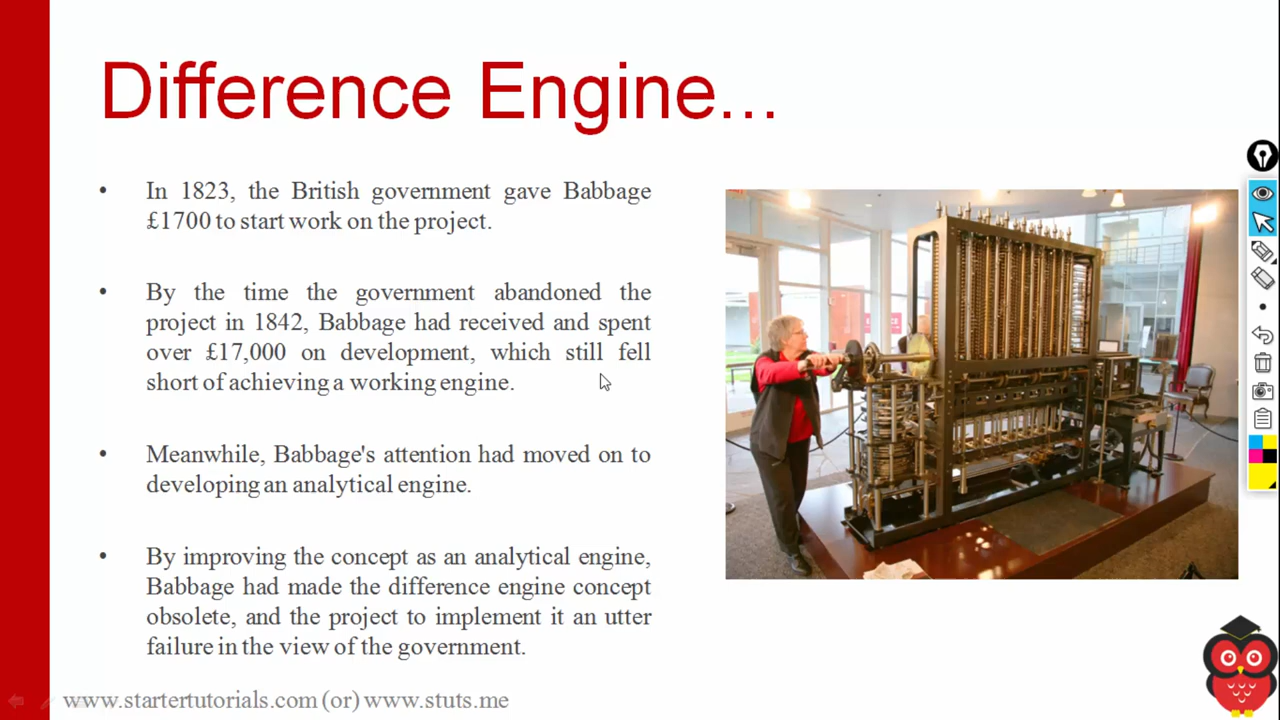 Difference Engine...
• In 1823, the British government gave Babbage
£1700 to start work on the project.
• By the time the government abandoned the
project in 1842, Babbage had received and spent
over £17,000 on development, which still fell
short of achieving a working engine.
• Meanwhile, Babbage's attention had moved on to
developing an analytical engine.
• By improving the concept as an analytical engine,
Babbage had made the difference engine concept
obsolete, and the project to implement it an utter
failure in the view of the government.
www.startertutorials.com (or) www.stuts.me